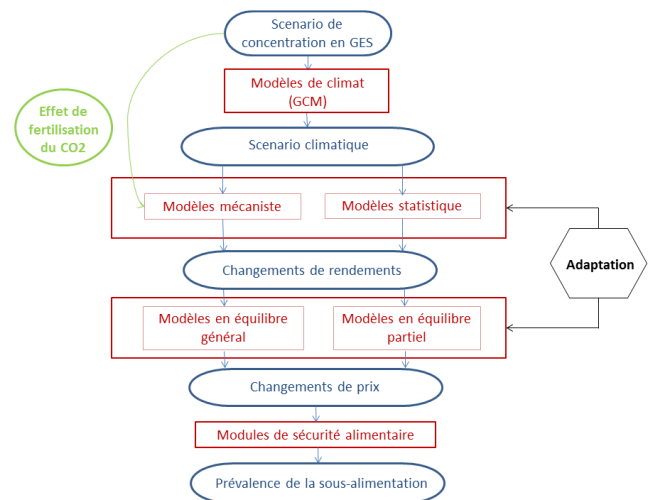 Scenario de
concentration en GES
Modèles de climat
(GCM)
Effet de
fertilisation
du CO2
Scenario climatique
Modèles mécaniste
Modèles statistique
Changements de rendements
Adaptation
Modèles en équilibre
général
Modèles en équilibre
partiel
Changements de prix
Modules de sécurité alimentaire
Prévalence de la sous-alimentation